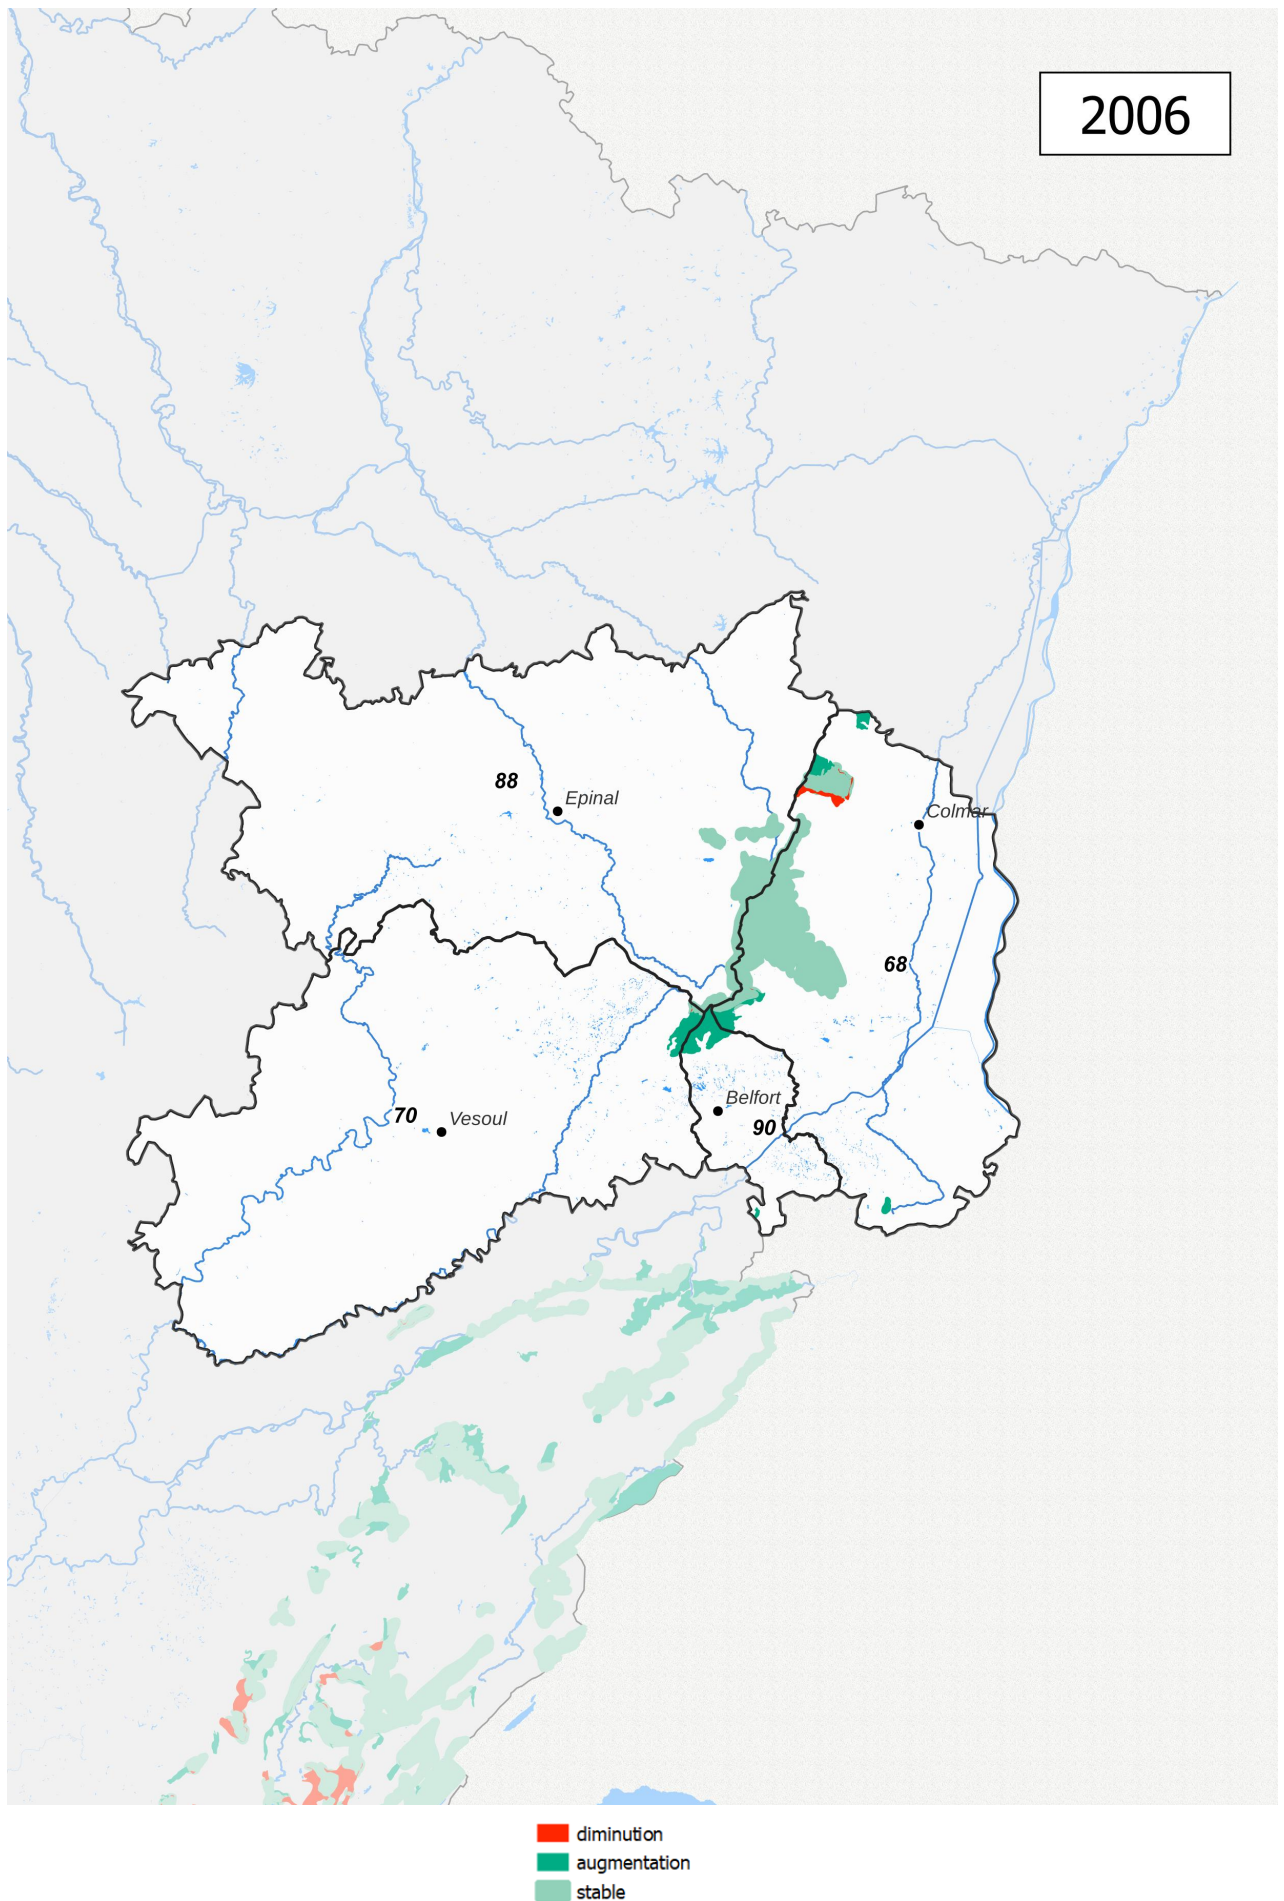 2006
88
Epinal
Colmar
68
Belfort
70
Vesoul
90
diminution
augmentation
stable